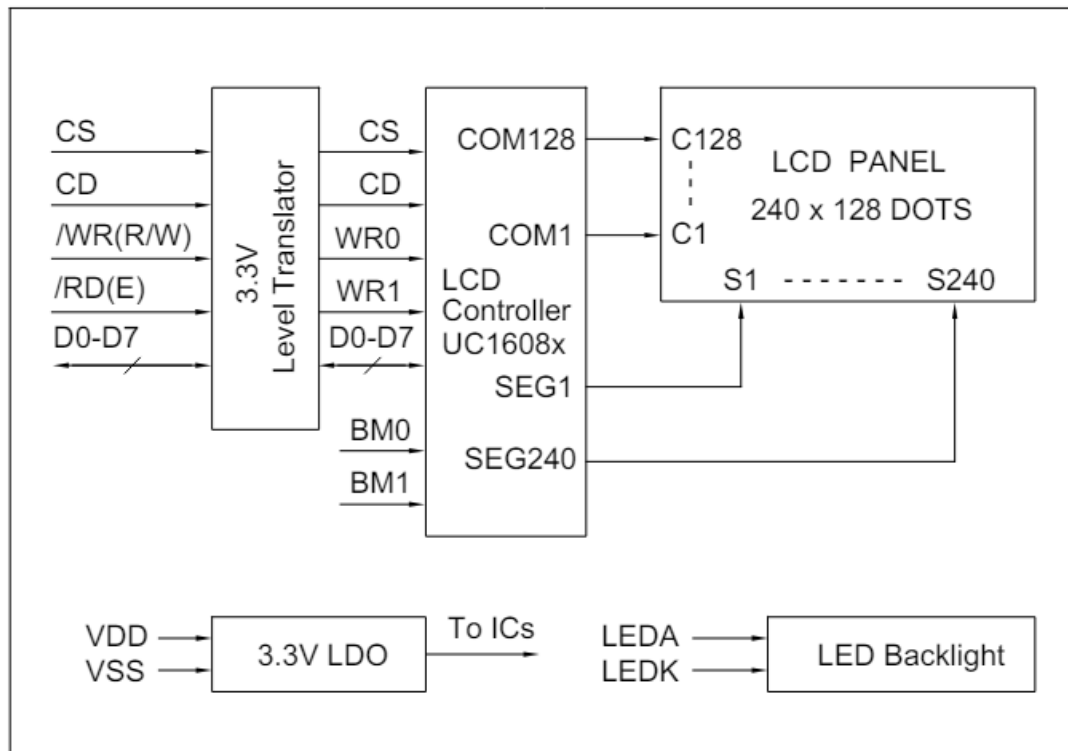 CS
CD
/WR(R/W)
/RD(E)
D0-D7
3.3V
Level Translator
CS
CD
WR0
WR1
D0-D7
BM0
BM1
COM128
COM1
LCD
Controller
UC1608x
SEG1
SEG240
C128
C1
LCD PANEL
240 x 128 DOTS
S1 - - - - - - - S240
VDD
VSS
3.3V LDO
To ICs
LEDA
LEDK
LED Backlight